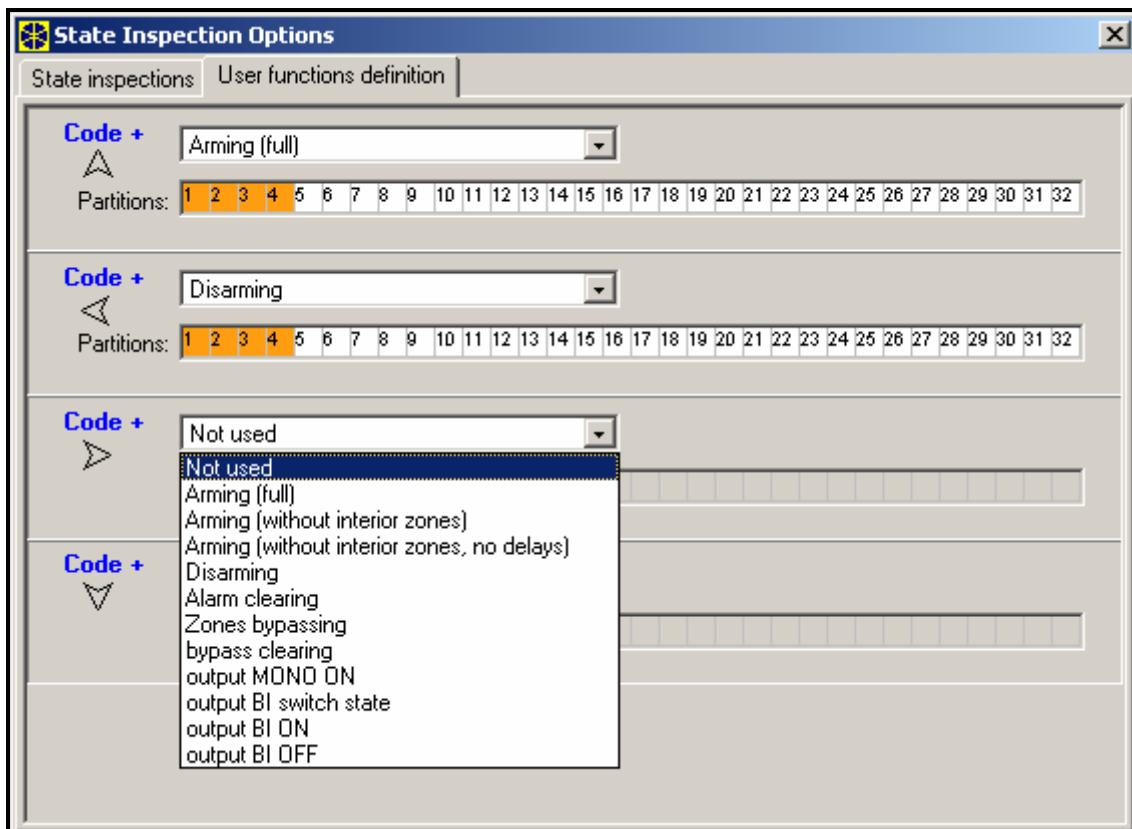 State Inspection Options
State inspections User functions definition
Code +
Arming (full)
Partitions: 1 2 3 4 5 6 7 8 9 10 11 12 13 14 15 16 17 18 19 20 21 22 23 24 25 26 27 28 29 30 31 32
Code +
Disarming
Partitions: 1 2 3 4 5 6 7 8 9 10 11 12 13 14 15 16 17 18 19 20 21 22 23 24 25 26 27 28 29 30 31 32
Code +
Not used
Not used
Arming (full)
Arming (without interior zones)
Arming (without interior zones, no delays)
Disarming
Alarm clearing
Zones bypassing
bypass clearing
output MONO ON
output BI switch state
output BI ON
output BI OFF
Code +